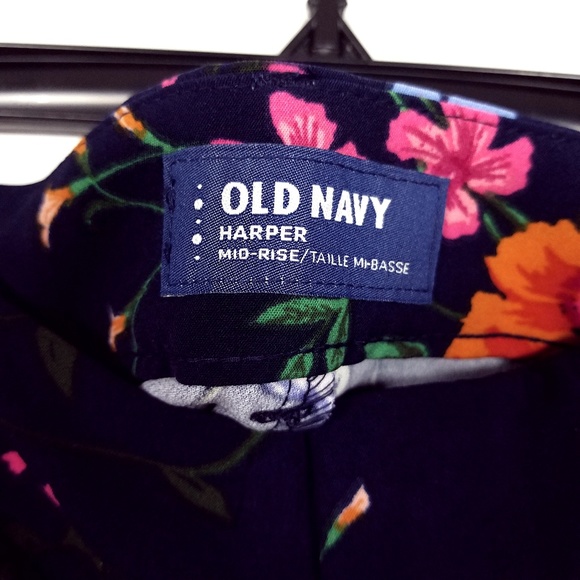 OLD NAVY
HARPER
MID-RISE/TAILLE MI-BASSE